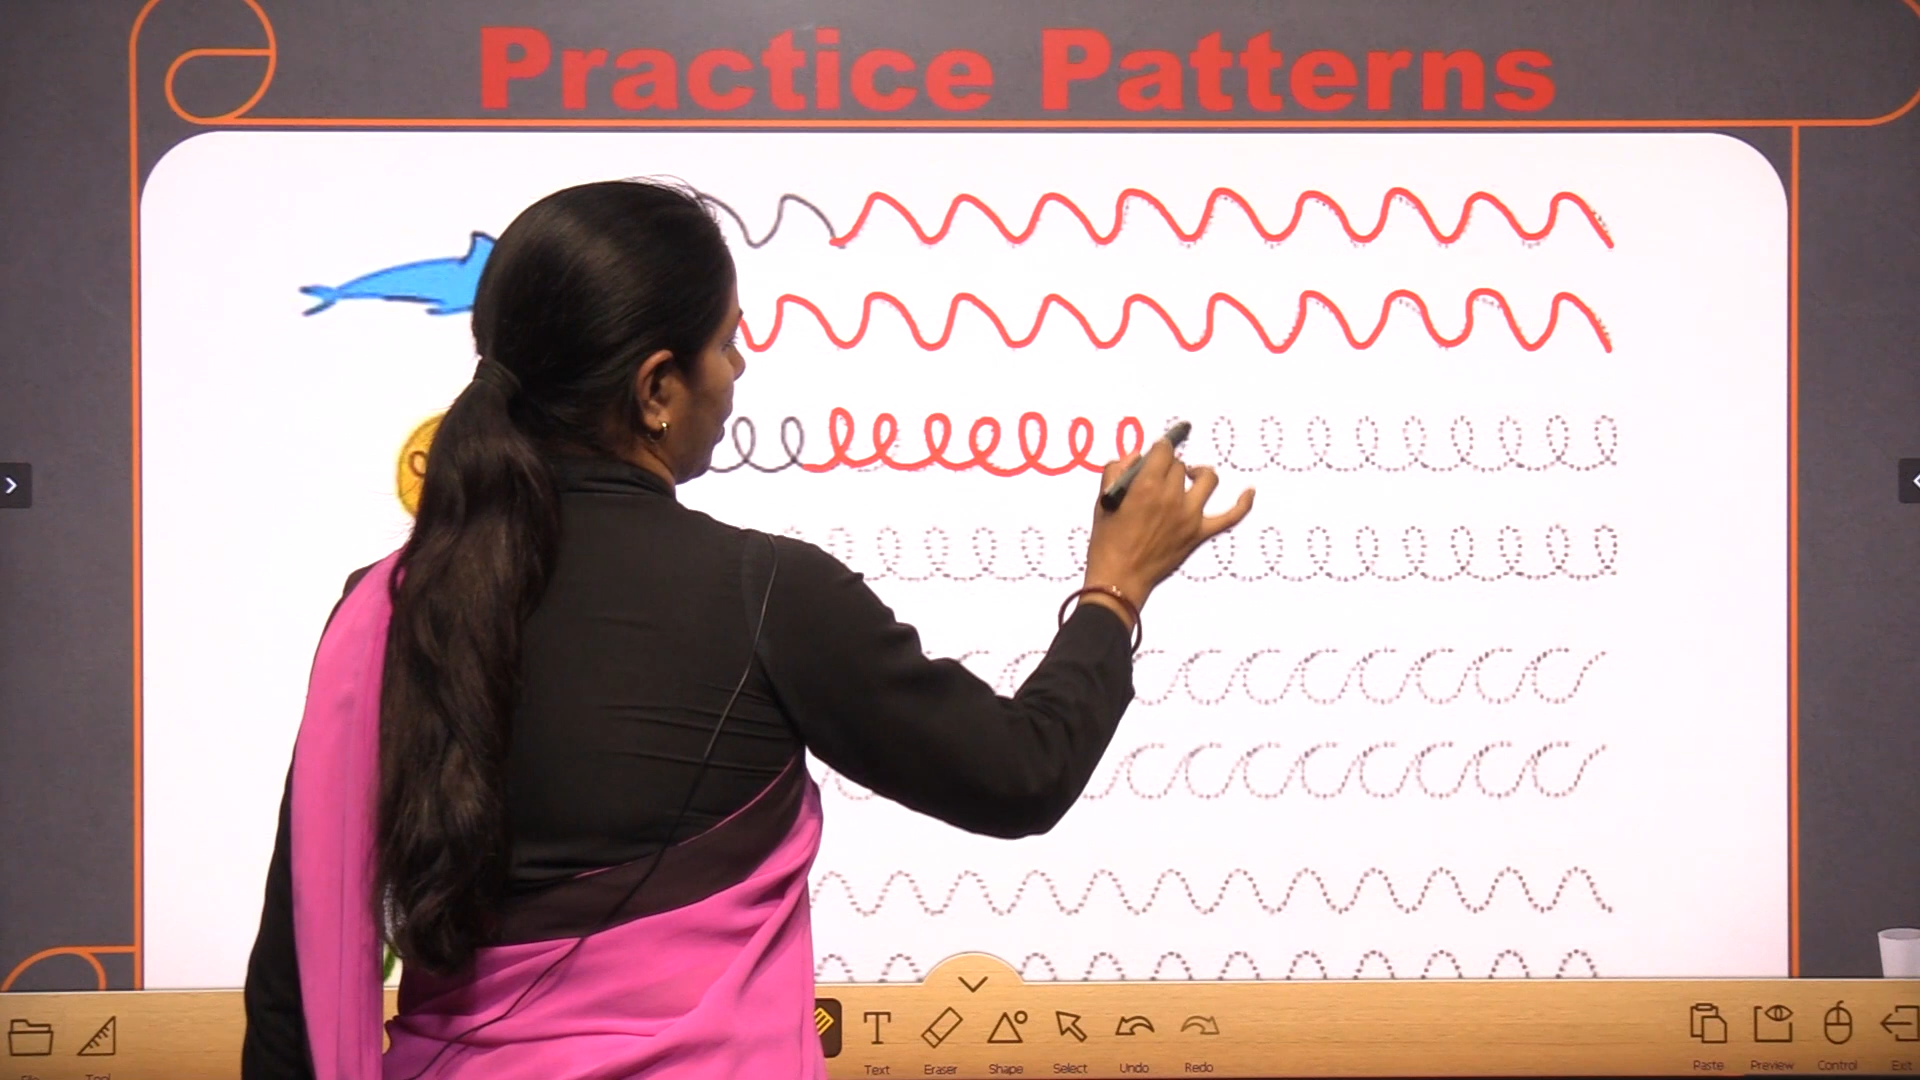 Practice Patterns
Text Eraser Shape Select Undo Redo Paste Preview Control Exit